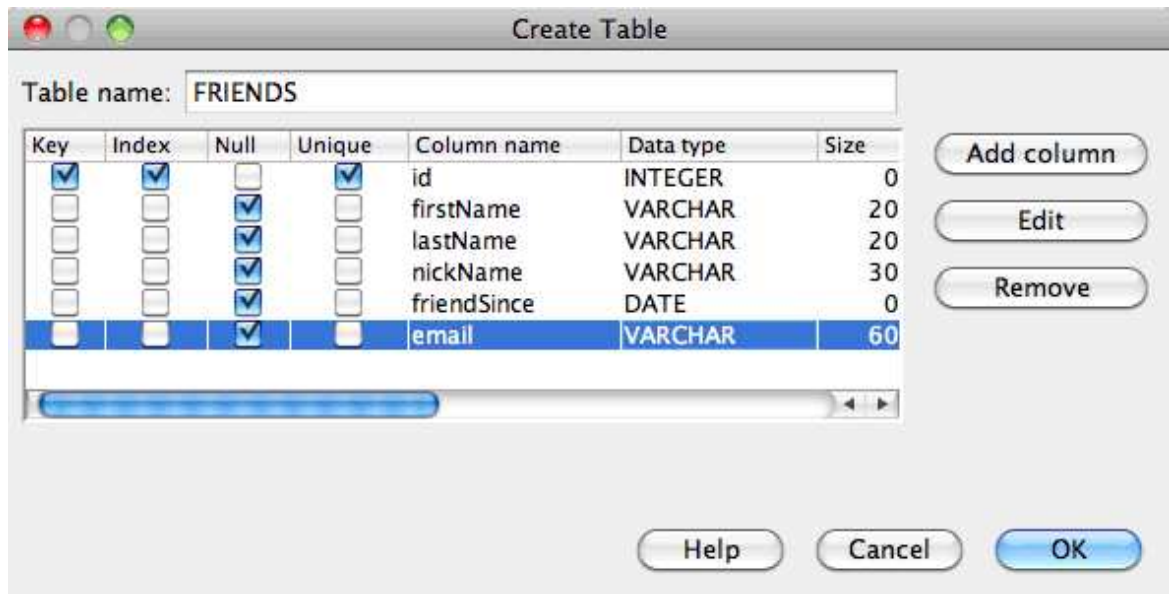 Create Table
Table name: FRIENDS
Key Index Null Unique Column name Data type Size
id INTEGER 0
firstName VARCHAR 20
lastName VARCHAR 20
nickName VARCHAR 30
friendSince DATE 0
email VARCHAR 60
Add column
Edit
Remove
Help Cancel OK